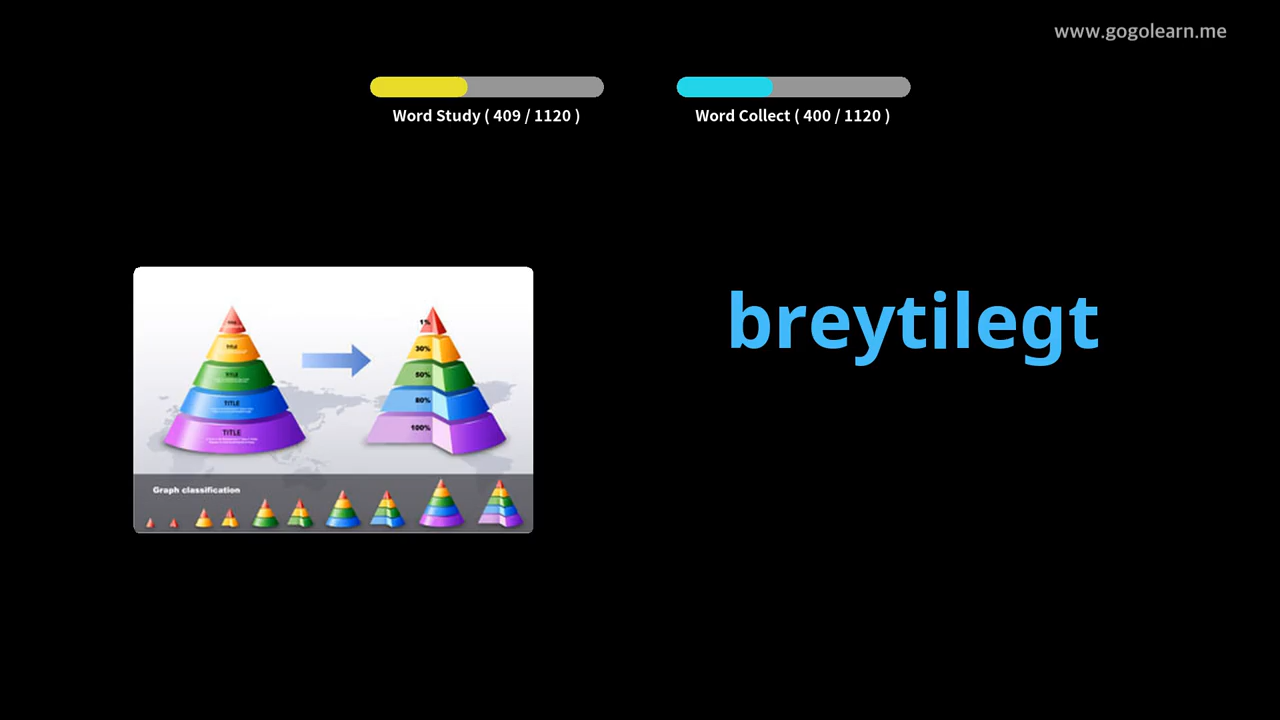 www.gogolearn.me
Word Study ( 409 / 1120 )
Word Collect ( 400 / 1120 )
breytilegt
TITLE
TITLE
TITLE
TITLE
1%
30%
50%
80%
100%
Graph classification